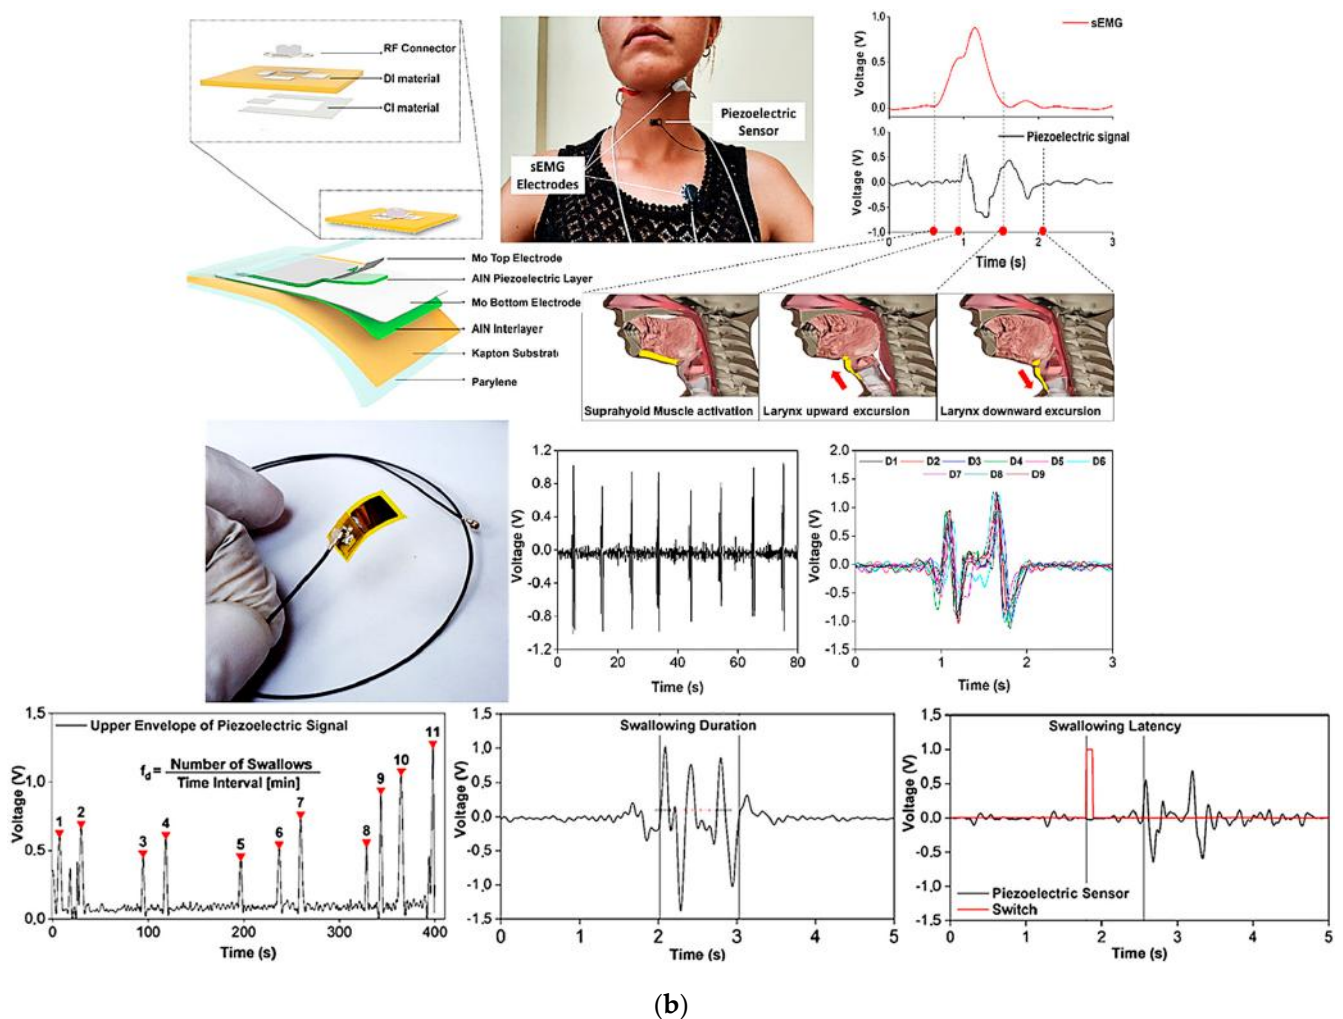 RF Connector
DI material
CI material
Piezoelectric
Sensor
sEMG
Electrodes
sEMG
Voltage (V)
1.0
0.5
0.0
Piezoelectric signal
Voltage (V)
1.0
0.5
0.0
-0.5
-1.0
0 1 2 3
Time (s)
Mo Top Electrode
AlN Piezoelectric Layer
Mo Bottom Electrode
AlN Interlayer
Kapton Substrate
Parylene
Suprahyoid Muscle activation
Larynx upward excursion
Larynx downward excursion
Voltage (V)
1.2
0.8
0.4
0.0
-0.4
-0.8
-1.2
0 20 40 60 80
Time (s)
Voltage (V)
2.0
1.5
1.0
0.5
0.0
-0.5
-1.0
-1.5
D1 D2 D3 D4 D5 D6
D7 D8 D9
0 1 2 3
Time (s)
Voltage (V)
1,5
1,0
0,5
0,0
Upper Envelope of Piezoelectric Signal
fd = Number of Swallows
Time Interval [min]
1 2 3 4 5 6 7 8 9 10 11
0 100 200 300 400
Time (s)
Swallowing Duration
Voltage (V)
1.5
1.0
0.5
0.0
-0.5
-1.0
-1.5
0 1 2 3 4 5
Time (s)
Swallowing Latency
Voltage (V)
1.5
1.0
0.5
0.0
-0.5
-1.0
-1.5
Piezoelectric Sensor
Switch
0 1 2 3 4 5
Time (s)
(b)